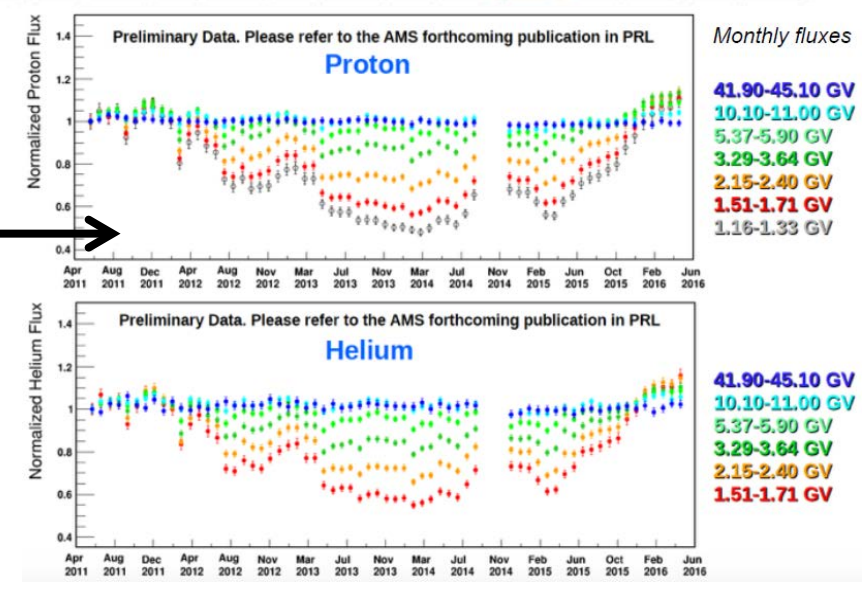 Normalized Proton Flux
Preliminary Data. Please refer to the AMS forthcoming publication in PRL
Proton
1.4
1.2
1
0.8
0.6
0.4
Apr Aug Dec Apr Aug Nov Mar Jul Nov Mar Jul Nov Feb Jun Oct Feb Jun
2011 2011 2011 2012 2012 2012 2013 2013 2013 2014 2014 2014 2015 2015 2015 2016 2016
Monthly fluxes
41.90-45.10 GV
10.10-11.00 GV
5.37-5.90 GV
3.29-3.64 GV
2.15-2.40 GV
1.51-1.71 GV
1.16-1.33 GV
Normalized Helium Flux
Preliminary Data. Please refer to the AMS forthcoming publication in PRL
Helium
1.4
1.2
1
0.8
0.6
0.4
Apr Aug Dec Apr Aug Nov Mar Jul Nov Mar Jul Nov Feb Jun Oct Feb Jun
2011 2011 2011 2012 2012 2012 2013 2013 2013 2014 2014 2014 2015 2015 2015 2016 2016
41.90-45.10 GV
10.10-11.00 GV
5.37-5.90 GV
3.29-3.64 GV
2.15-2.40 GV
1.51-1.71 GV